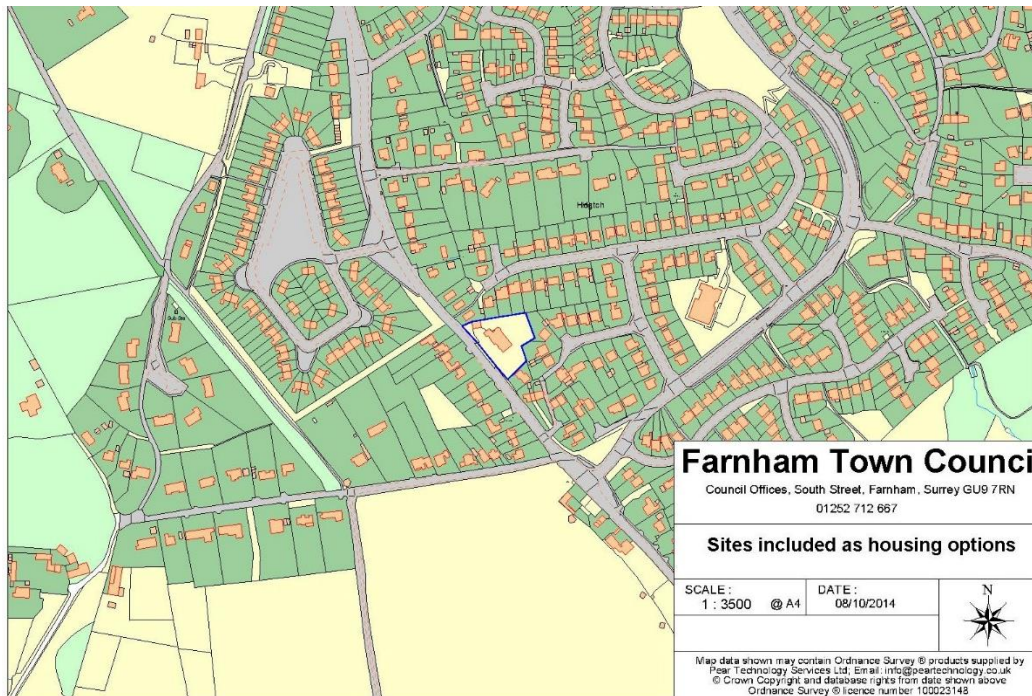 Sub Sta
Farnham Town Counci
Council Offices, South Street, Farnham, Surrey GU9 7RN
01252 712 667
Sites included as housing options
SCALE :
1 : 3500 @ A4
DATE :
08/10/2014
N
Map data shown may contain Ordnance Survey ® products supplied by
Pear Technology Services Ltd; Email: info@peartechnology.co.uk
© Crown Copyright and database rights from date shown above
Ordnance Survey ® licence number 100023148